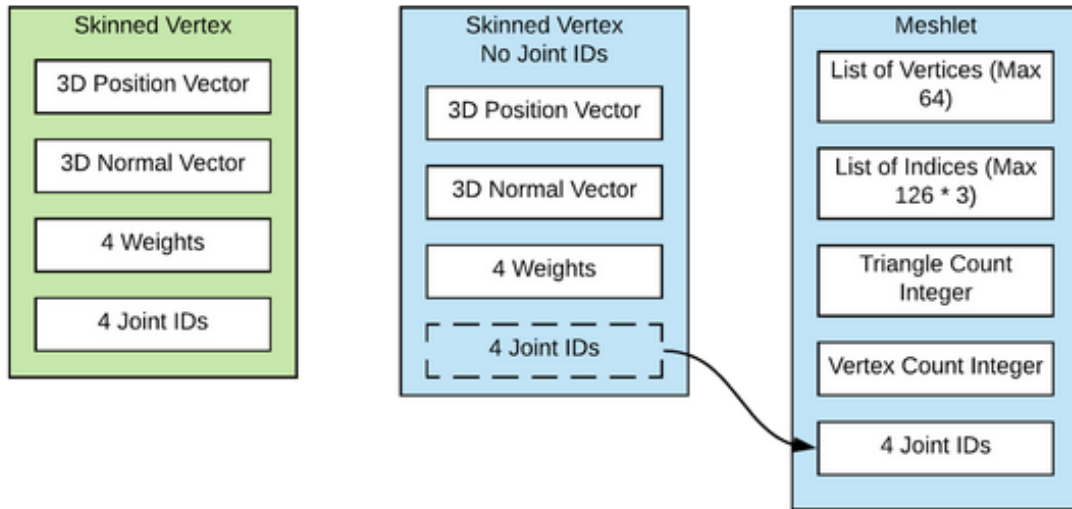 Skinned Vertex
3D Position Vector
3D Normal Vector
4 Weights
4 Joint IDs
Skinned Vertex
No Joint IDs
3D Position Vector
3D Normal Vector
4 Weights
4 Joint IDs
Meshlet
List of Vertices (Max
64)
List of Indices (Max
126 * 3)
Triangle Count
Integer
Vertex Count Integer
4 Joint IDs